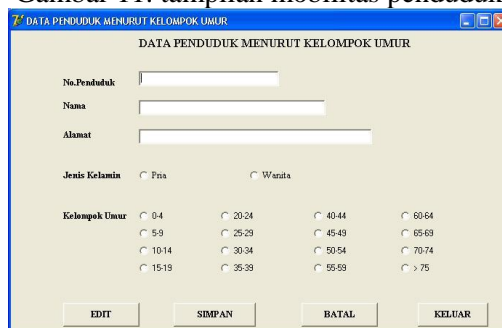 Gambar 11. tampilan mobilitas penduduk
DATA PENDUDUK MENURUT KELOMPOK UMUR
DATA PENDUDUK MENURUT KELOMPOK UMUR
No.Penduduk
Nama
Alamat
Jenis Kelamin Pria Wanita
Kelompok Umur 0-4 20-24 40-44 60-64
5-9 25-29 45-49 65-69
10-14 30-34 50-54 70-74
15-19 35-39 55-59 > 75
EDIT SIMPAN BATAL KELUAR